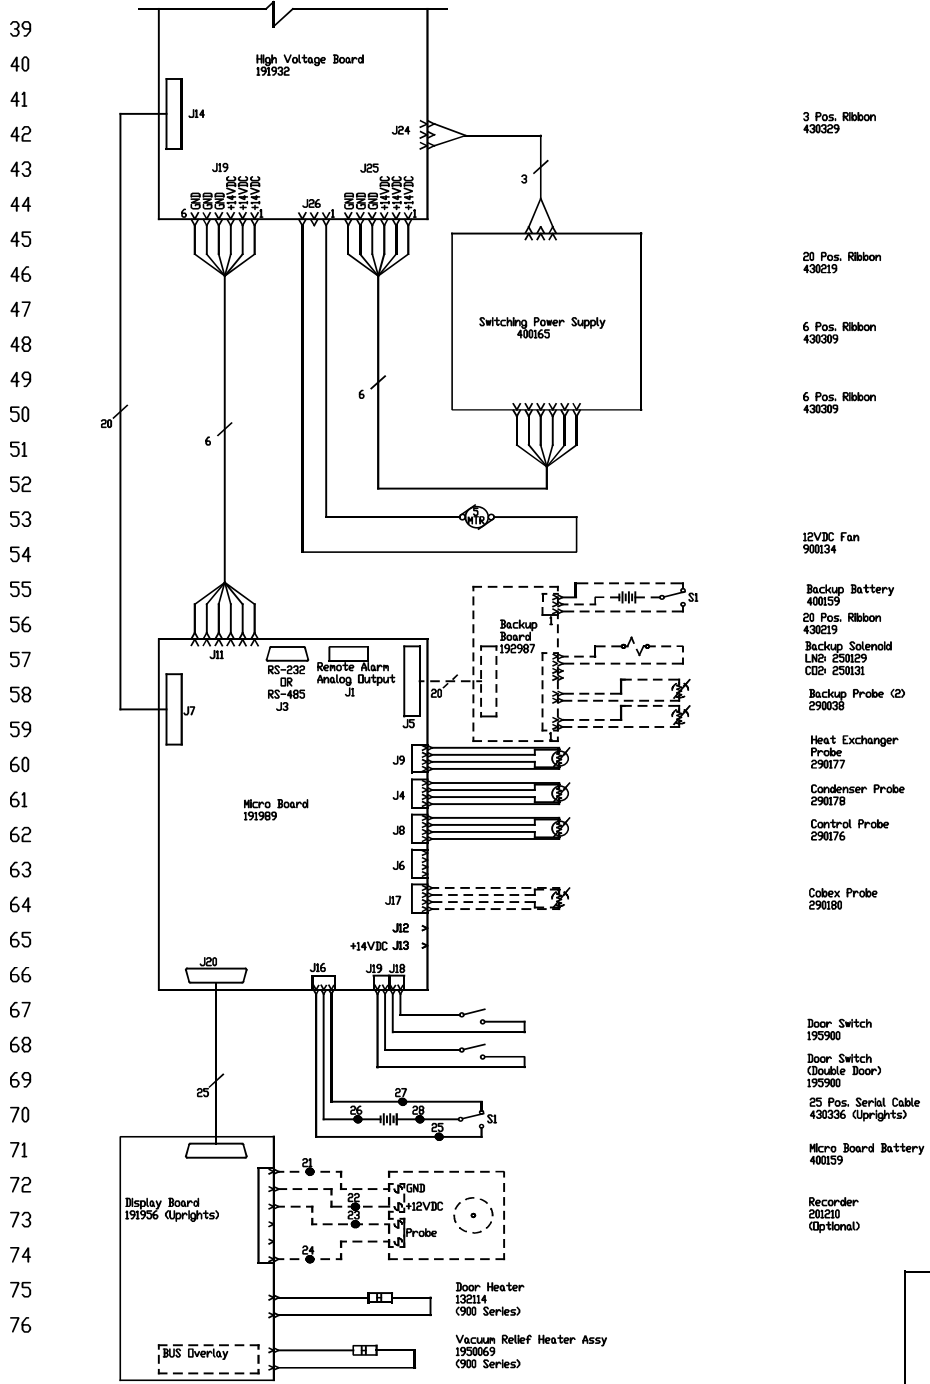 39
40
41
42
43
44
45
46
47
48
49
50
51
52
53
54
55
56
57
58
59
60
61
62
63
64
65
66
67
68
69
70
71
72
73
74
75
76
High Voltage Board
191932
J14
J24
J19
J25
GND
GND
GND
+14VDC
+14VDC
+14VDC
J26
GND
GND
GND
+14VDC
+14VDC
+14VDC
6
1
1
1
3
Switching Power Supply
400165
20
6
6
5
MTR
J11
RS-232
OR
RS-485
J3
Remote Alarm
Analog Output
J1
J5
J7
20
Backup
Board
192987
1
1
S1
Micro Board
191989
J9
J4
J8
J6
J17
J12
+14VDC J13
J20
J16
J19
J18
25
27
26
28
25
S1
Display Board
191956 (Uprights)
21
22
23
24
GND
+12VDC
Probe
BUS Overlay
Door Heater
132114
(900 Series)
Vacuum Relief Heater Assy
1950069
(900 Series)
3 Pos. Ribbon
430329
20 Pos. Ribbon
430219
6 Pos. Ribbon
430309
6 Pos. Ribbon
430309
12VDC Fan
900134
Backup Battery
400159
20 Pos. Ribbon
430219
Backup Solenoid
LN2: 250129
CO2: 250131
Backup Probe (2)
290038
Heat Exchanger
Probe
290177
Condenser Probe
290178
Control Probe
290176
Cobex Probe
290180
Door Switch
195900
Door Switch
(Double Door)
195900
25 Pos. Serial Cable
430336 (Uprights)
Micro Board Battery
400159
Recorder
201210
(Optional)